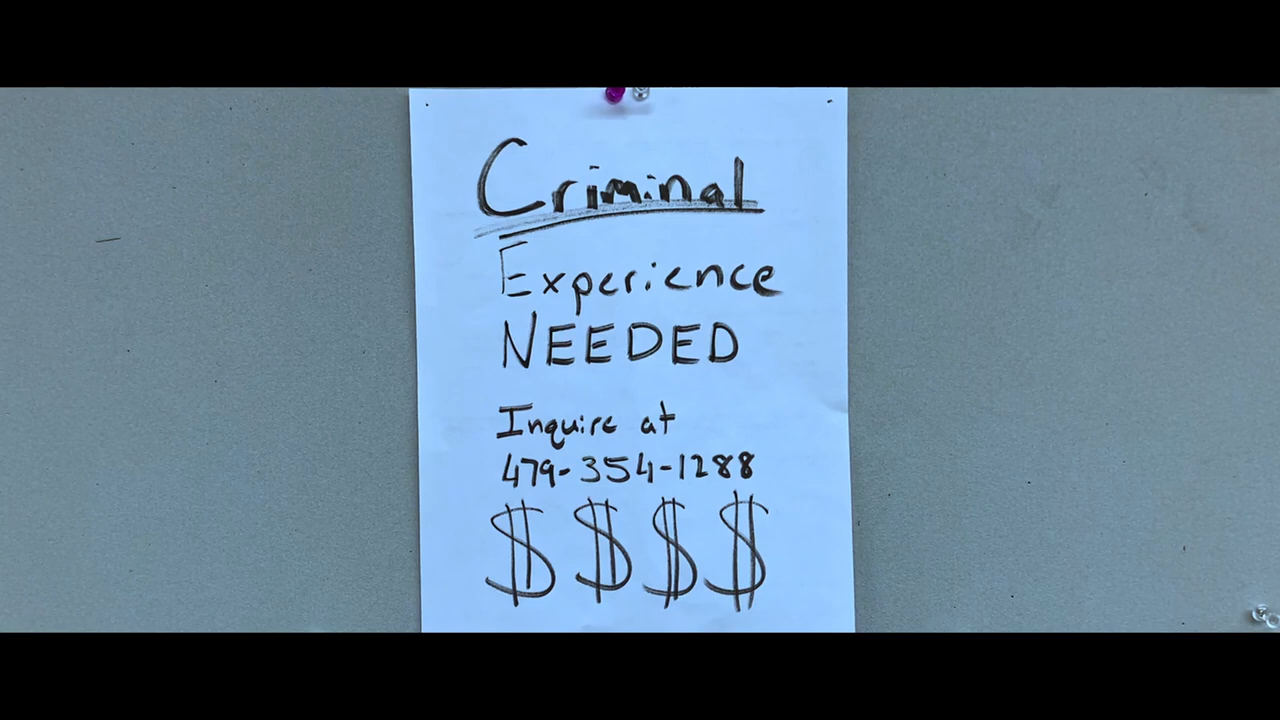 Criminal
Experience
NEEDED
Inquire at
479-354-1288
$ $ $ $